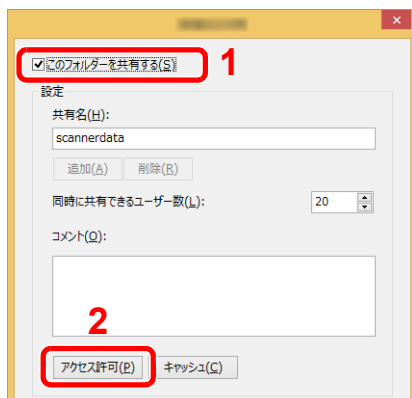 このフォルダーを共有する(S)
1
設定
共有名(H):
scannerdata
追加(A) 削除(R)
同時に共有できるユーザー数(L): 20
コメント(O):
2
アクセス許可(P) キャッシュ(C)